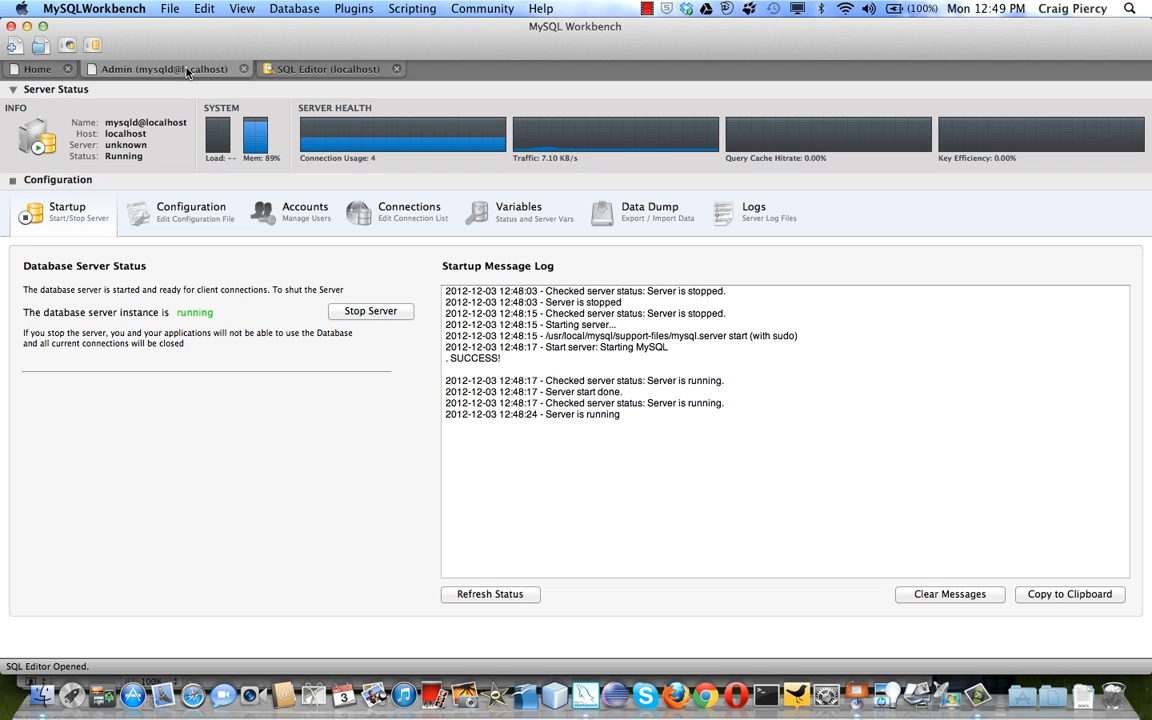 MySQLWorkbench File Edit View Database Plugins Scripting Community Help (100%) Mon 12:49 PM Craig Piercy
MySQL Workbench
Home Admin (mysqld@localhost) SQL Editor (localhost)
Server Status
INFO SYSTEM SERVER HEALTH
Name: mysqld@localhost
Host: localhost
Server: unknown
Status: Running
Load: -- Mem: 89% Connection Usage: 4 Traffic: 7.10 KB/s Query Cache Hitrate: 0.00% Key Efficiency: 0.00%
Configuration
Startup Configuration Accounts Connections Variables Data Dump Logs
Start/Stop Server Edit Configuration File Manage Users Edit Connection List Status and Server Vars Export / Import Data Server Log Files
Database Server Status
The database server is started and ready for client connections. To shut the Server
The database server instance is running Stop Server
If you stop the server, you and your applications will not be able to use the Database
and all current connections will be closed
Startup Message Log
2012-12-03 12:48:03 - Checked server status: Server is stopped.
2012-12-03 12:48:03 - Server is stopped
2012-12-03 12:48:15 - Checked server status: Server is stopped.
2012-12-03 12:48:15 - Starting server...
2012-12-03 12:48:15 - /usr/local/mysql/support-files/mysql.server start (with sudo)
2012-12-03 12:48:17 - Start server: Starting MySQL
. SUCCESS!
2012-12-03 12:48:17 - Checked server status: Server is running.
2012-12-03 12:48:17 - Server start done.
2012-12-03 12:48:17 - Checked server status: Server is running.
2012-12-03 12:48:24 - Server is running
Refresh Status Clear Messages Copy to Clipboard
SQL Editor Opened.
100%